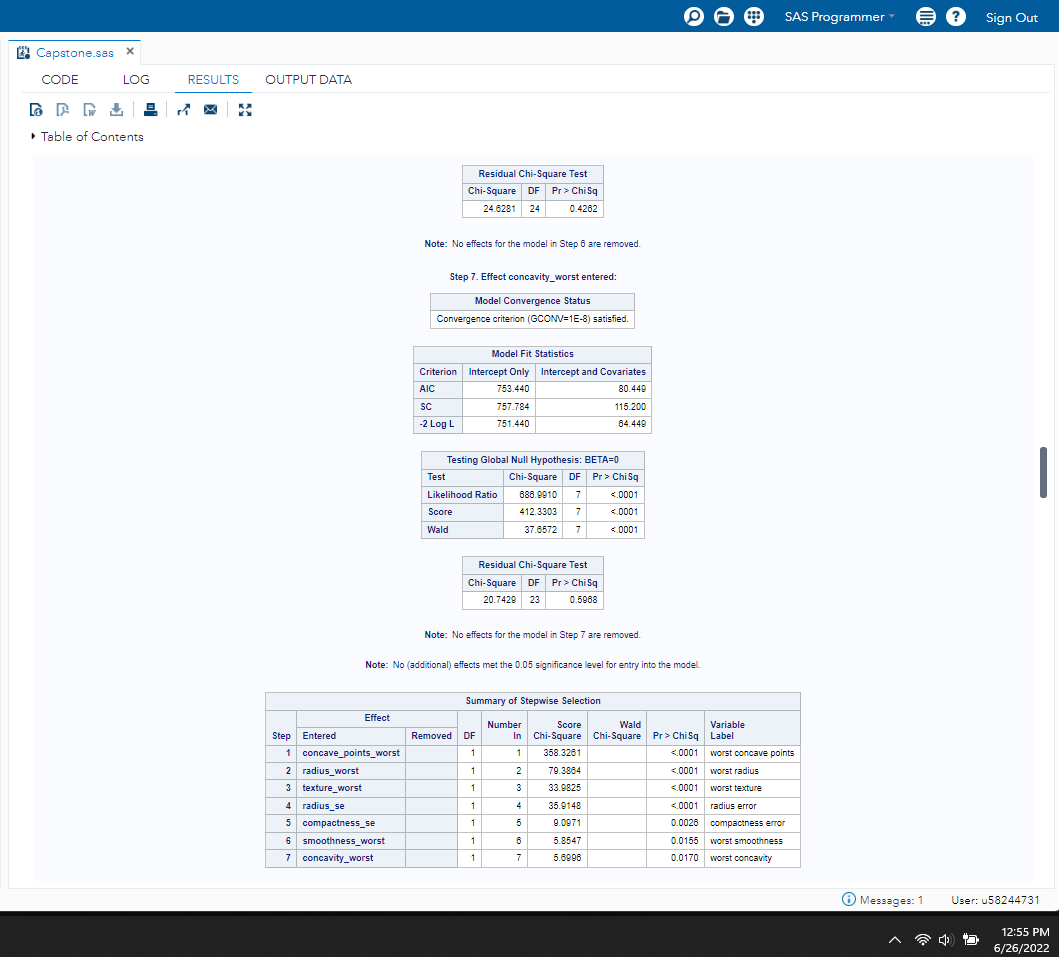 SAS Programmer
Sign Out
Capstone.sas
CODE LOG RESULTS OUTPUT DATA
Table of Contents
Residual Chi-Square Test
Chi-Square DF Pr > ChiSq
24.6281 24 0.4262
Note: No effects for the model in Step 6 are removed.
Step 7. Effect concavity_worst entered:
Model Convergence Status
Convergence criterion (GCONV=1E-8) satisfied.
Model Fit Statistics
Criterion Intercept Only Intercept and Covariates
AIC 753.440 80.449
SC 757.784 115.200
-2 Log L 751.440 64.449
Testing Global Null Hypothesis: BETA=0
Test Chi-Square DF Pr > ChiSq
Likelihood Ratio 686.9910 7 <.0001
Score 412.3303 7 <.0001
Wald 37.6572 7 <.0001
Residual Chi-Square Test
Chi-Square DF Pr > ChiSq
20.7429 23 0.5968
Note: No effects for the model in Step 7 are removed.
Note: No (additional) effects met the 0.05 significance level for entry into the model.
Summary of Stepwise Selection
Step Effect Entered Removed DF Number In Score Chi-Square Wald Chi-Square Pr > ChiSq Variable Label
1 concave_points_worst 1 1 358.3261 <.0001 worst concave points
2 radius_worst 1 2 79.3864 <.0001 worst radius
3 texture_worst 1 3 33.9825 <.0001 worst texture
4 radius_se 1 4 35.9148 <.0001 radius error
5 compactness_se 1 5 9.0971 0.0026 compactness error
6 smoothness_worst 1 6 5.8547 0.0155 worst smoothness
7 concavity_worst 1 7 5.6996 0.0170 worst concavity
Messages: 1 User: u58244731
12:55 PM
6/26/2022